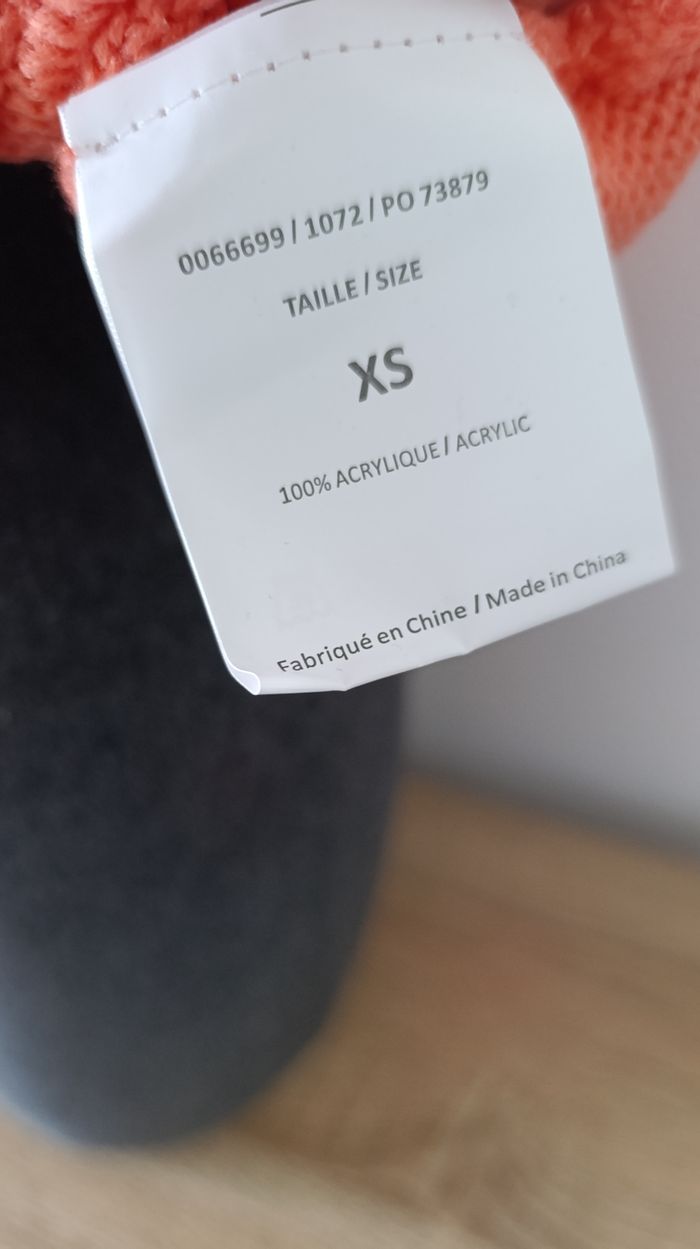 0066699 / 1072 / PO 73879
TAILLE / SIZE
XS
100% ACRYLIQUE / ACRYLIC
Fabriqué en Chine / Made in China